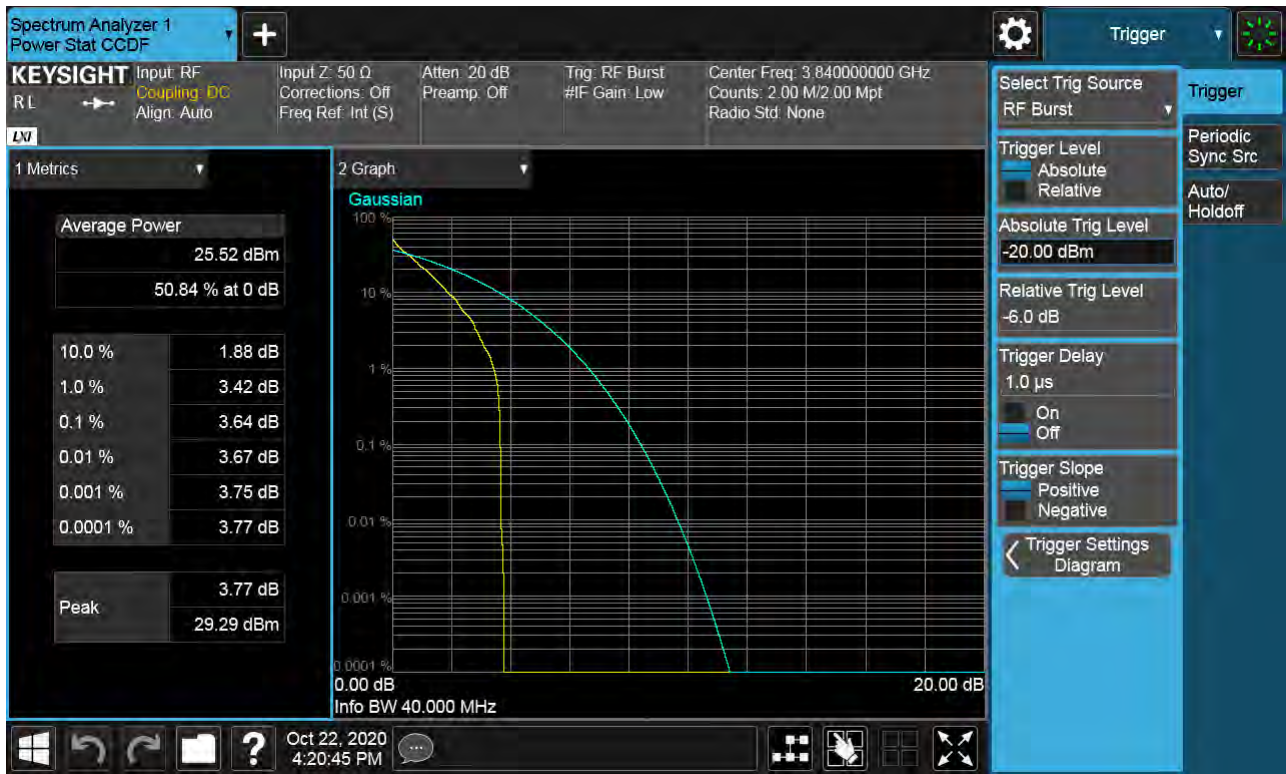 Spectrum Analyzer 1
Power Stat CCDF
Trigger
KEYSIGHT
R L
LXI
Input: RF
Coupling: DC
Align: Auto
Input Z: 50 Ω
Corrections: Off
Freq Ref: Int (S)
Atten: 20 dB
Preamp: Off
Trig: RF Burst
#IF Gain: Low
Center Freq: 3.840000000 GHz
Counts: 2.00 M/2.00 Mpt
Radio Std: None
1 Metrics
Average Power
25.52 dBm
50.84 % at 0 dB
10.0 % 1.88 dB
1.0 % 3.42 dB
0.1 % 3.64 dB
0.01 % 3.67 dB
0.001 % 3.75 dB
0.0001 % 3.77 dB
Peak
3.77 dB
29.29 dBm
2 Graph
Gaussian
100 %
10 %
1 %
0.1 %
0.01 %
0.001 %
0.0001 %
0.00 dB 20.00 dB
Info BW 40.000 MHz
Select Trig Source
RF Burst
Trigger Level
Absolute
Relative
Absolute Trig Level
-20.00 dBm
Relative Trig Level
-6.0 dB
Trigger Delay
1.0 µs
On
Off
Trigger Slope
Positive
Negative
Trigger Settings
Diagram
Trigger
Periodic
Sync Src
Auto/
Holdoff
?
Oct 22, 2020
4:20:45 PM